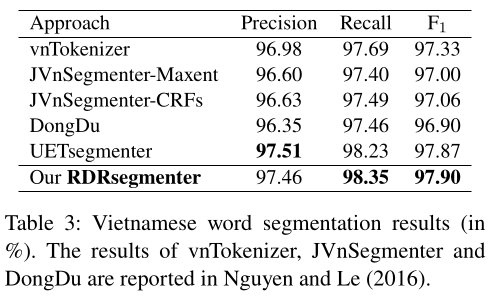 Approach Precision Recall F1
vnTokenizer 96.98 97.69 97.33
JVnSegmenter-Maxent 96.60 97.40 97.00
JVnSegmenter-CRFs 96.63 97.49 97.06
DongDu 96.35 97.46 96.90
UETsegmenter 97.51 98.23 97.87
Our RDRsegmenter 97.46 98.35 97.90
Table 3: Vietnamese word segmentation results (in
%). The results of vnTokenizer, JVnSegmenter and
DongDu are reported in Nguyen and Le (2016).